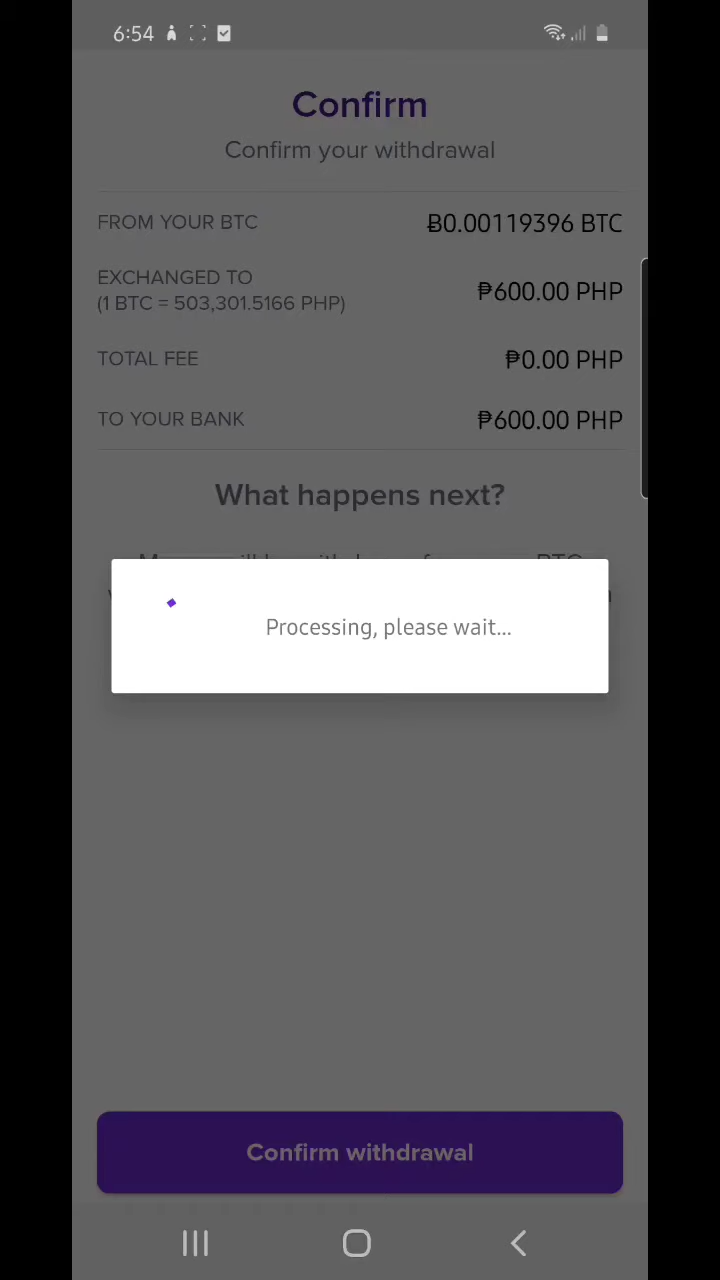 6:54
Confirm
Confirm your withdrawal
FROM YOUR BTC
Ƀ0.00119396 BTC
EXCHANGED TO
(1 BTC = 503,301.5166 PHP)
₱600.00 PHP
TOTAL FEE
₱0.00 PHP
TO YOUR BANK
₱600.00 PHP
What happens next?
BTC
Processing, please wait...
Confirm withdrawal